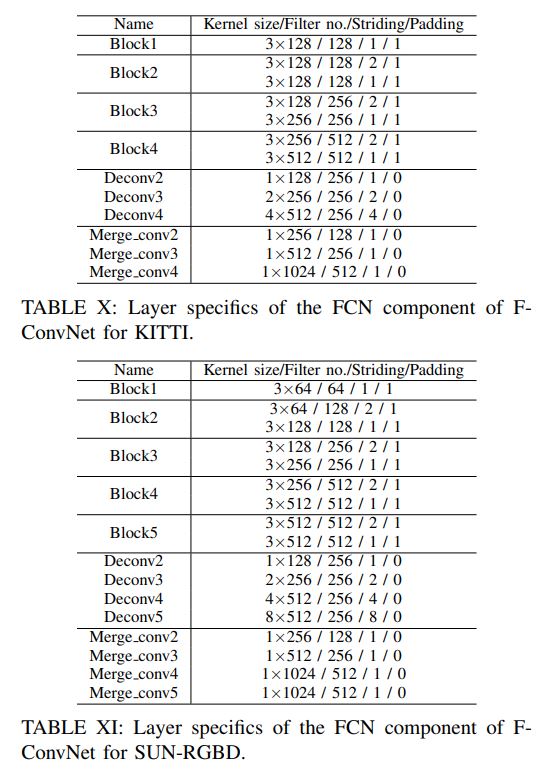 Name Kernel size/Filter no./Striding/Padding
Block1 3×128 / 128 / 1 / 1
Block2 3×128 / 128 / 2 / 1
3×128 / 128 / 1 / 1
Block3 3×128 / 256 / 2 / 1
3×256 / 256 / 1 / 1
Block4 3×256 / 512 / 2 / 1
3×512 / 512 / 1 / 1
Deconv2 1×128 / 256 / 1 / 0
Deconv3 2×256 / 256 / 2 / 0
Deconv4 4×512 / 256 / 4 / 0
Merge_conv2 1×256 / 128 / 1 / 0
Merge_conv3 1×512 / 256 / 1 / 0
Merge_conv4 1×1024 / 512 / 1 / 0
TABLE X: Layer specifics of the FCN component of F-
ConvNet for KITTI.
Name Kernel size/Filter no./Striding/Padding
Block1 3×64 / 64 / 1 / 1
Block2 3×64 / 128 / 2 / 1
3×128 / 128 / 1 / 1
Block3 3×128 / 256 / 2 / 1
3×256 / 256 / 1 / 1
Block4 3×256 / 512 / 2 / 1
3×512 / 512 / 1 / 1
Block5 3×512 / 512 / 2 / 1
3×512 / 512 / 1 / 1
Deconv2 1×128 / 256 / 1 / 0
Deconv3 2×256 / 256 / 2 / 0
Deconv4 4×512 / 256 / 4 / 0
Deconv5 8×512 / 256 / 8 / 0
Merge_conv2 1×256 / 128 / 1 / 0
Merge_conv3 1×512 / 256 / 1 / 0
Merge_conv4 1×1024 / 512 / 1 / 0
Merge_conv5 1×1024 / 512 / 1 / 0
TABLE XI: Layer specifics of the FCN component of F-
ConvNet for SUN-RGBD.